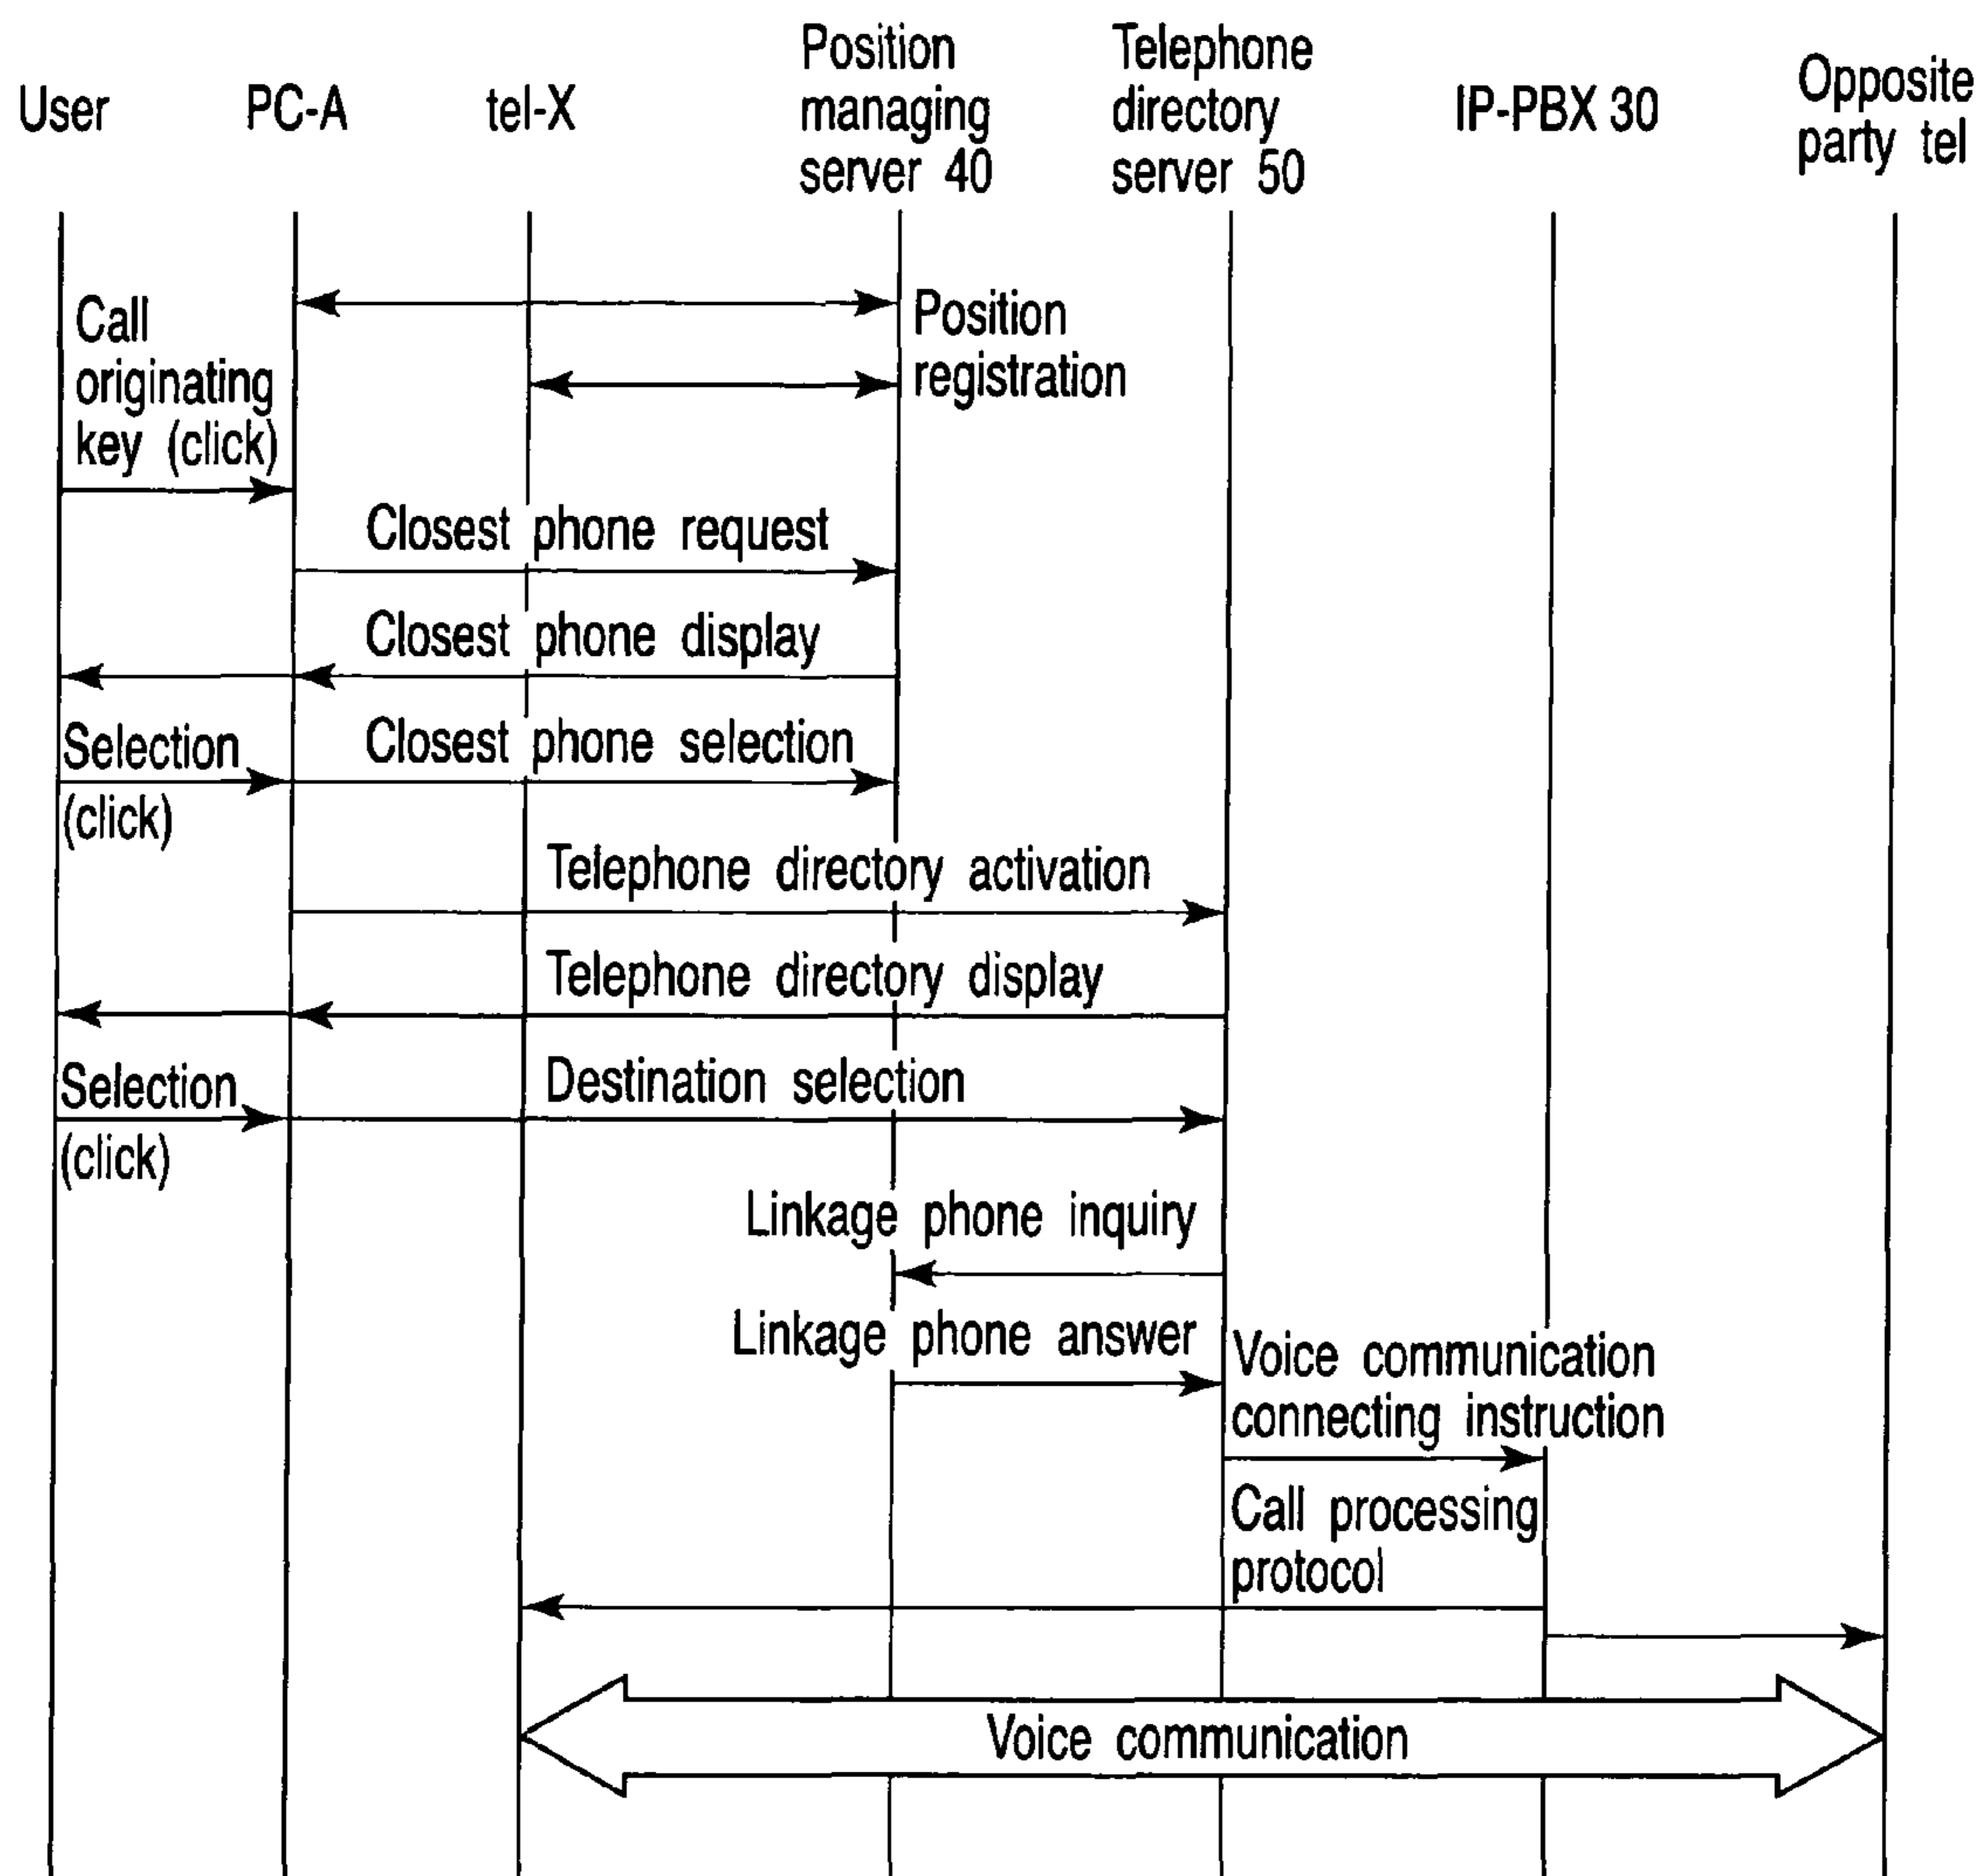 User
PC-A
tel-X
Position
managing
server 40
Telephone
directory
server 50
IP-PBX 30
Opposite
party tel
Call
originating
key (click)
Position
registration
Closest phone request
Closest phone display
Selection
(click)
Closest phone selection
Telephone directory activation
Telephone directory display
Selection
(click)
Destination selection
Linkage phone inquiry
Linkage phone answer
Voice communication
connecting instruction
Call processing
protocol
Voice communication